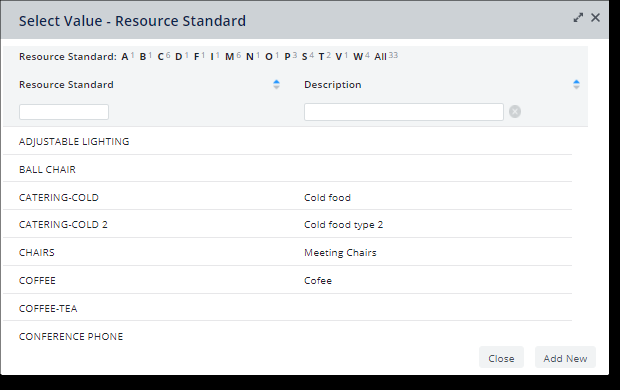 Select Value - Resource Standard
Resource Standard: A 1 B 1 C 6 D 1 F 1 I 1 M 6 N 1 O 1 P 3 S 4 T 2 V 1 W 4 All 33
Resource Standard Description
ADJUSTABLE LIGHTING
BALL CHAIR
CATERING-COLD Cold food
CATERING-COLD 2 Cold food type 2
CHAIRS Meeting Chairs
COFFEE Cofee
COFFEE-TEA
CONFERENCE PHONE
Close Add New